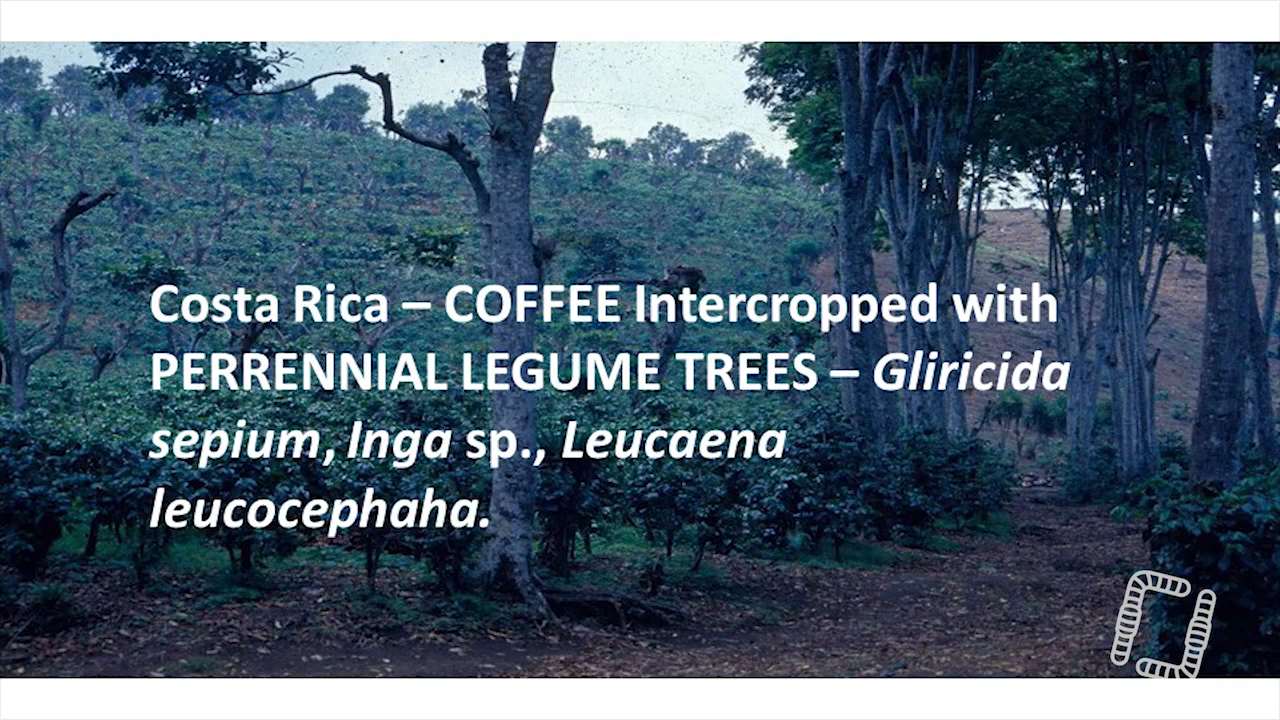 Costa Rica – COFFEE Intercropped with
PERRENNIAL LEGUME TREES – Gliricida
sepium, Inga sp., Leucaena
leucocephaha.